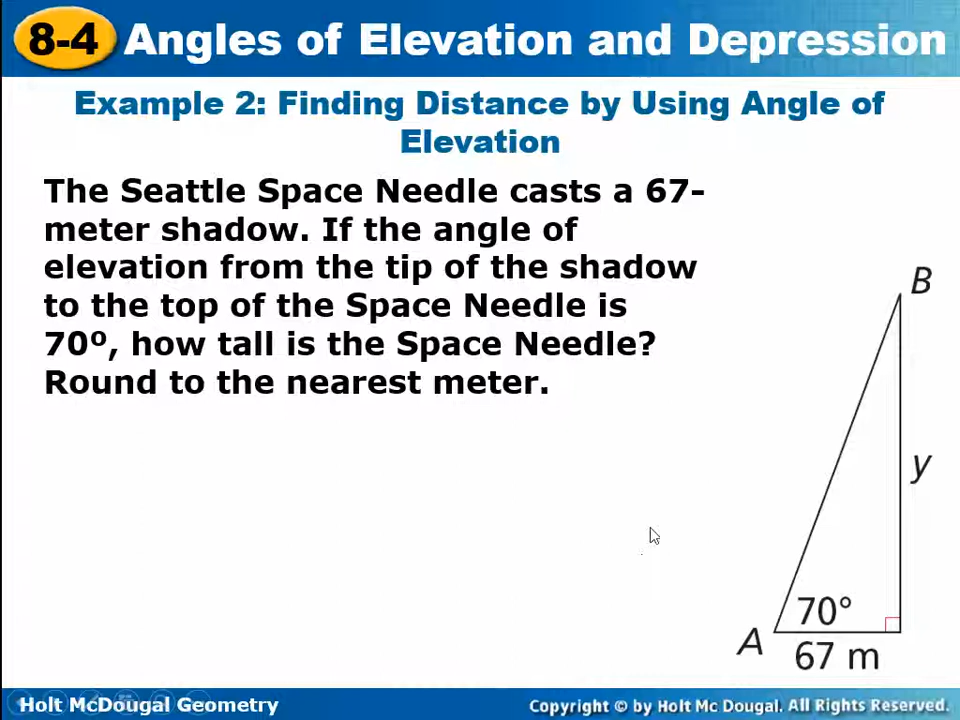 8-4 Angles of Elevation and Depression
Example 2: Finding Distance by Using Angle of
Elevation
The Seattle Space Needle casts a 67-
meter shadow. If the angle of
elevation from the tip of the shadow
to the top of the Space Needle is
70º, how tall is the Space Needle?
Round to the nearest meter.
B
y
70°
A
67 m
Holt McDougal Geometry
Copyright © by Holt Mc Dougal. All Rights Reserved.